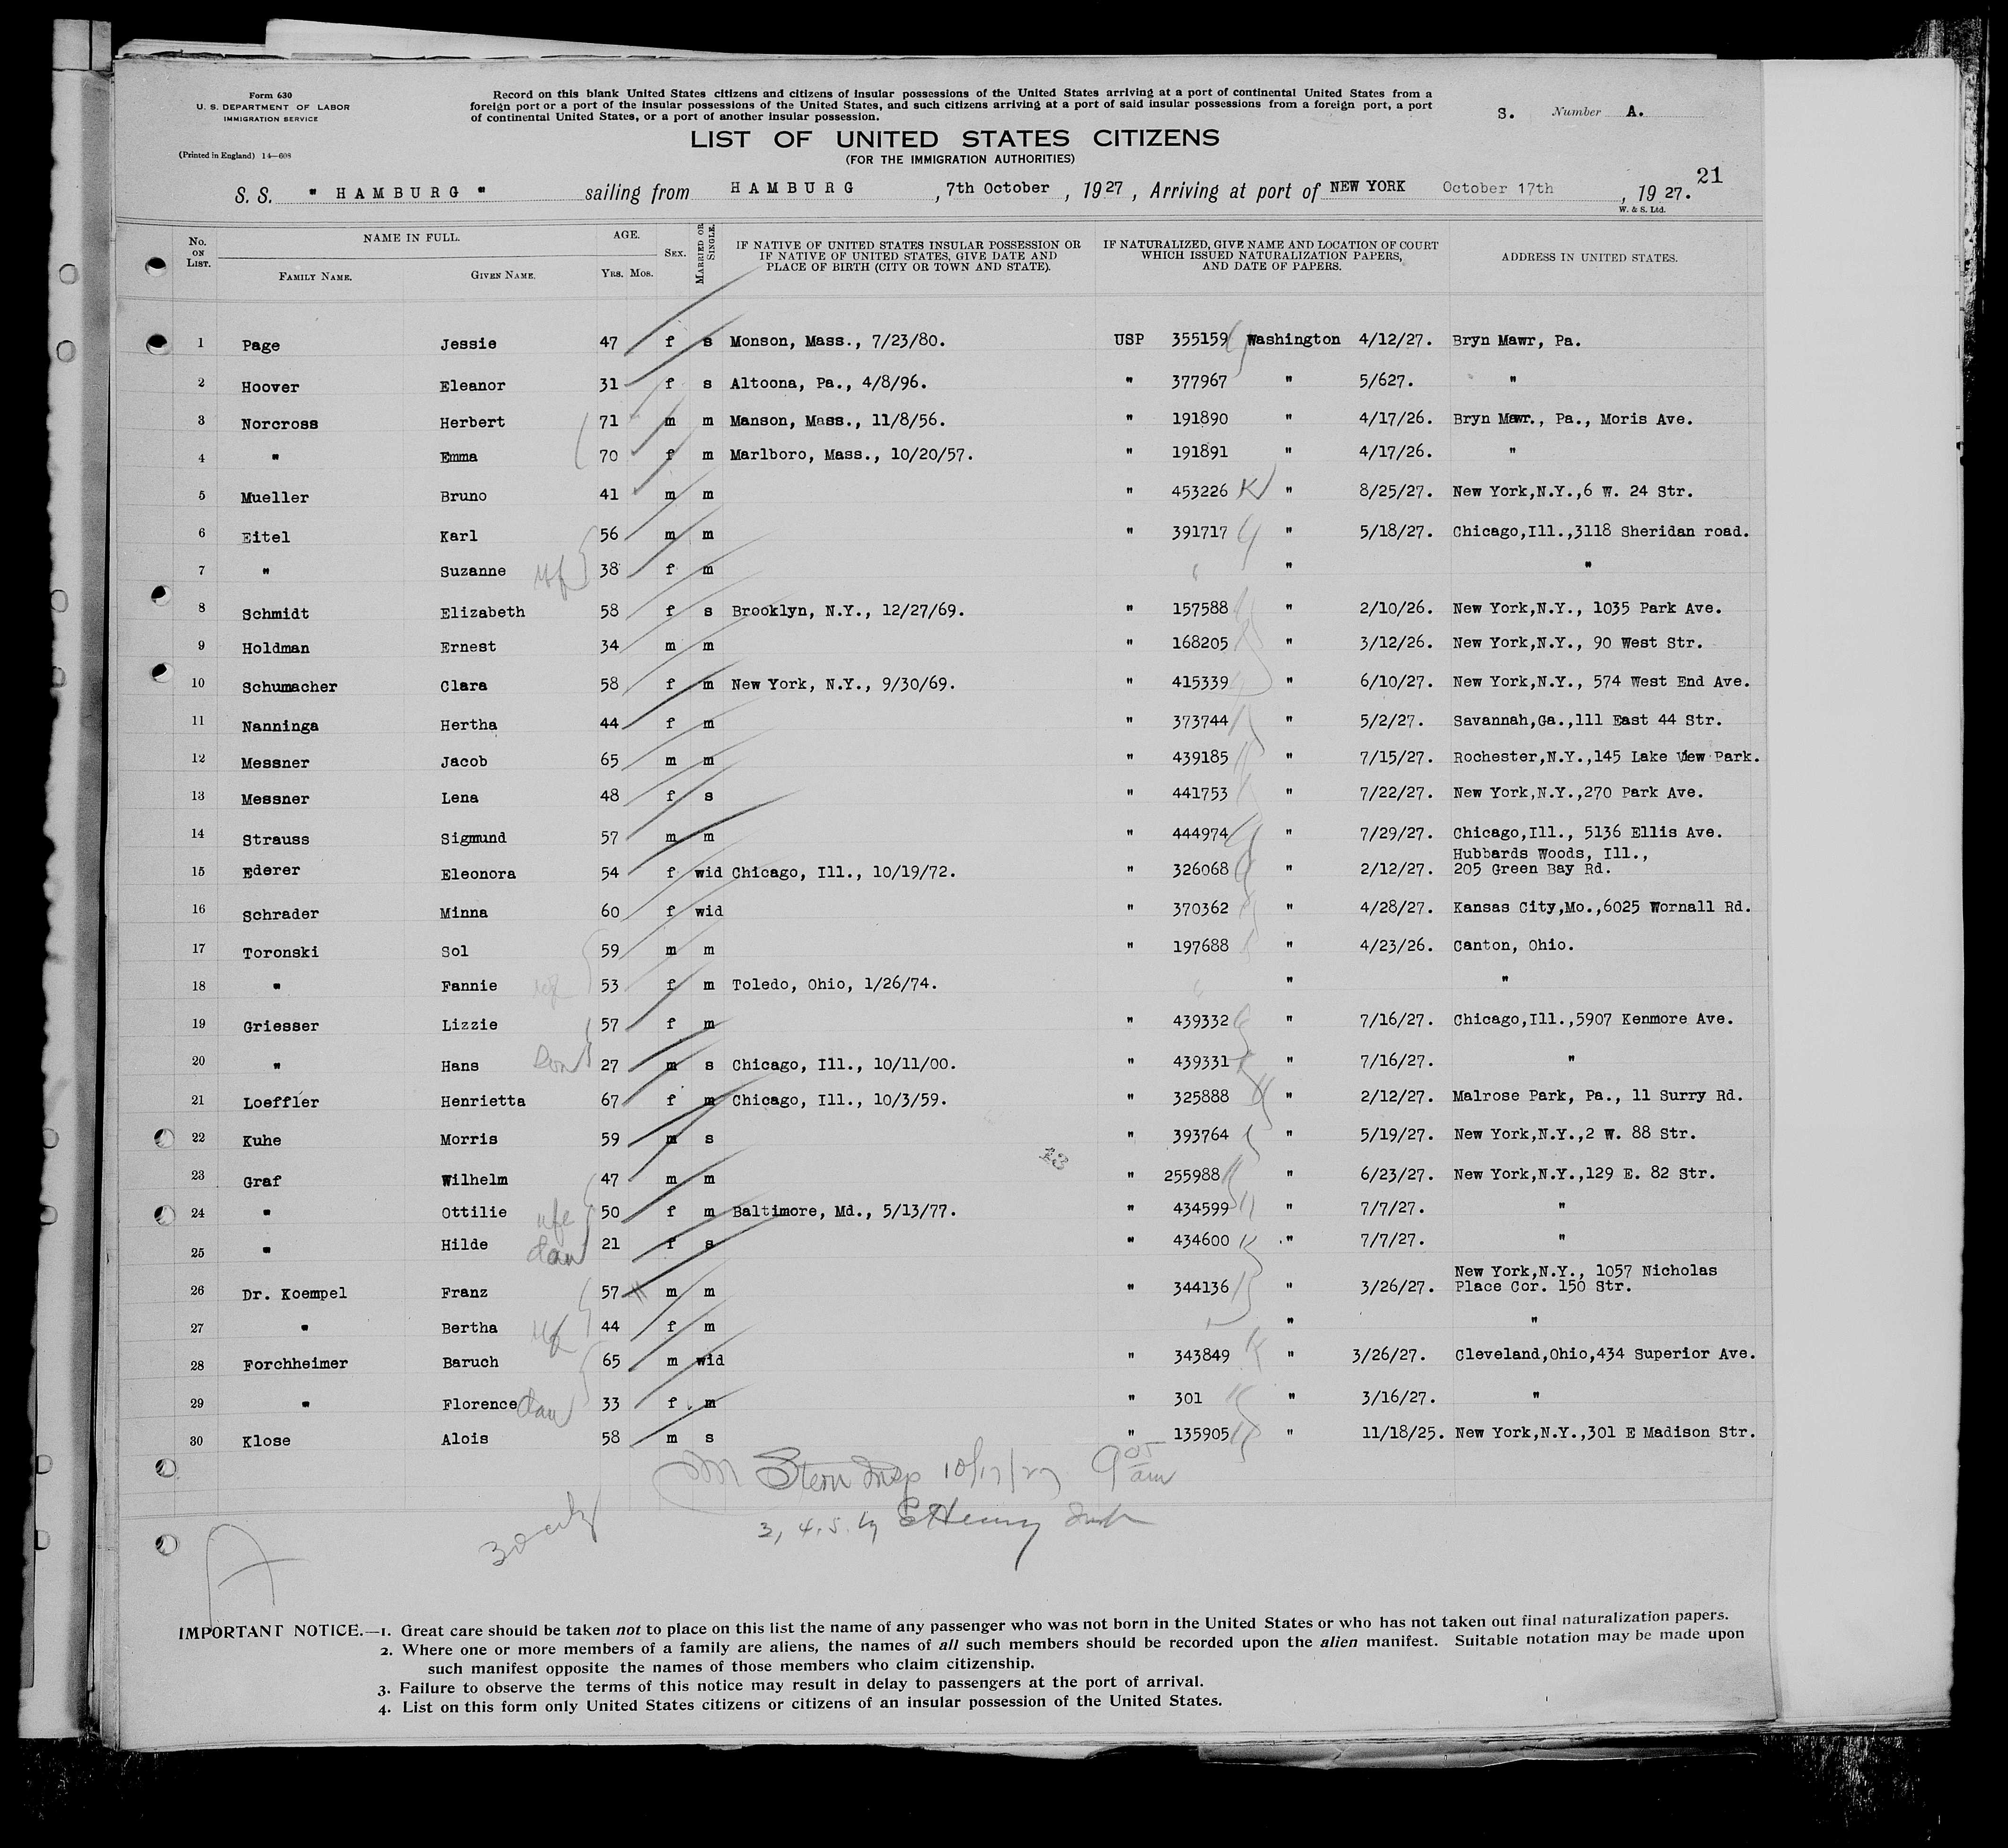 Form 630
U. S. DEPARTMENT OF LABOR
IMMIGRATION SERVICE
(Printed in England) 14—608
Record on this blank United States citizens and citizens of insular possessions of the United States arriving at a port of continental United States from a
foreign port or a port of the insular possessions of the United States, and such citizens arriving at a port of said insular possessions from a foreign port, a port
of continental United States, or a port of another insular possession.
S. Number A.
LIST OF UNITED STATES CITIZENS
(FOR THE IMMIGRATION AUTHORITIES)
21
S. S. " HAMBURG " sailing from HAMBURG , 7th October , 1927 , Arriving at port of NEW YORK October 17th , 19 27.
W. & S. Ltd.
No. ON LIST. NAME IN FULL. FAMILY NAME. GIVEN NAME. AGE. YRS. MOS. SEX. MARRIED OR SINGLE. IF NATIVE OF UNITED STATES INSULAR POSSESSION OR IF NATIVE OF UNITED STATES, GIVE DATE AND PLACE OF BIRTH (CITY OR TOWN AND STATE). IF NATURALIZED, GIVE NAME AND LOCATION OF COURT WHICH ISSUED NATURALIZATION PAPERS, AND DATE OF PAPERS. ADDRESS IN UNITED STATES.
1 Page Jessie 47 f s Monson, Mass., 7/23/80. USP 355159 Washington 4/12/27. Bryn Mawr, Pa.
2 Hoover Eleanor 31 f s Altoona, Pa., 4/8/96. " 377967 " 5/627. "
3 Norcross Herbert 71 m m Manson, Mass., 11/8/56. " 191890 " 4/17/26. Bryn Mawr., Pa., Moris Ave.
4 " Emma 70 f m Marlboro, Mass., 10/20/57. " 191891 " 4/17/26. "
5 Mueller Bruno 41 m m " 453226 K " 8/25/27. New York,N.Y.,6 W. 24 Str.
6 Eitel Karl 56 m m " 391717 " 5/18/27. Chicago,Ill.,3118 Sheridan road.
7 " Suzanne wf 38 f m " "
8 Schmidt Elizabeth 58 f s Brooklyn, N.Y., 12/27/69. " 157588 " 2/10/26. New York,N.Y., 1035 Park Ave.
9 Holdman Ernest 34 m m " 168205 " 3/12/26. New York,N.Y., 90 West Str.
10 Schumacher Clara 58 f m New York, N.Y., 9/30/69. " 415339 " 6/10/27. New York,N.Y., 574 West End Ave.
11 Nanninga Hertha 44 f m " 373744 " 5/2/27. Savannah,Ga.,111 East 44 Str.
12 Messner Jacob 65 m m " 439185 " 7/15/27. Rochester,N.Y.,145 Lake View Park.
13 Messner Lena 48 f s " 441753 " 7/22/27. New York,N.Y.,270 Park Ave.
14 Strauss Sigmund 57 m m " 444974 " 7/29/27. Chicago,Ill., 5136 Ellis Ave.
Hubbards Woods, Ill.,
15 Ederer Eleonora 54 f wid Chicago, Ill., 10/19/72. " 326068 " 2/12/27. 205 Green Bay Rd.
16 Schrader Minna 60 f wid " 370362 " 4/28/27. Kansas City,Mo.,6025 Wornall Rd.
17 Toronski Sol 59 m m " 197688 " 4/23/26. Canton, Ohio.
18 " Fannie wf 53 f m Toledo, Ohio, 1/26/74. " "
19 Griesser Lizzie 57 f m " 439332 " 7/16/27. Chicago,Ill.,5907 Kenmore Ave.
20 " Hans Son 27 m s Chicago, Ill., 10/11/00. " 439331 " 7/16/27. "
21 Loeffler Henrietta 67 f m Chicago, Ill., 10/3/59. " 325888 " 2/12/27. Malrose Park, Pa., 11 Surry Rd.
22 Kuhe Morris 59 m s " 393764 " 5/19/27. New York,N.Y.,2 W. 88 Str.
23 Graf Wilhelm 47 m m " 255988 " 6/23/27. New York,N.Y.,129 E. 82 Str.
24 " Ottilie wfe 50 f m Baltimore, Md., 5/13/77. " 434599 " 7/7/27. "
25 " Hilde dau 21 f s " 434600 " 7/7/27. "
New York,N.Y., 1057 Nicholas
26 Dr. Koempel Franz 57 m m " 344136 " 3/26/27. Place Cor. 150 Str.
27 " Bertha wf 44 f m " "
28 Forchheimer Baruch 65 m wid " 343849 " 3/26/27. Cleveland,Ohio,434 Superior Ave.
29 " Florence dau 33 f m " 301 " 3/16/27. "
30 Klose Alois 58 m s " 135905 " 11/18/25. New York,N.Y.,301 E Madison Str.
M Stern Insp 10/17/27 9 05 am
3, 4, 5. by E Henry Insp
IMPORTANT NOTICE.—1. Great care should be taken not to place on this list the name of any passenger who was not born in the United States or who has not taken out final naturalization papers.
2. Where one or more members of a family are aliens, the names of all such members should be recorded upon the alien manifest. Suitable notation may be made upon
such manifest opposite the names of those members who claim citizenship.
3. Failure to observe the terms of this notice may result in delay to passengers at the port of arrival.
4. List on this form only United States citizens or citizens of an insular possession of the United States.